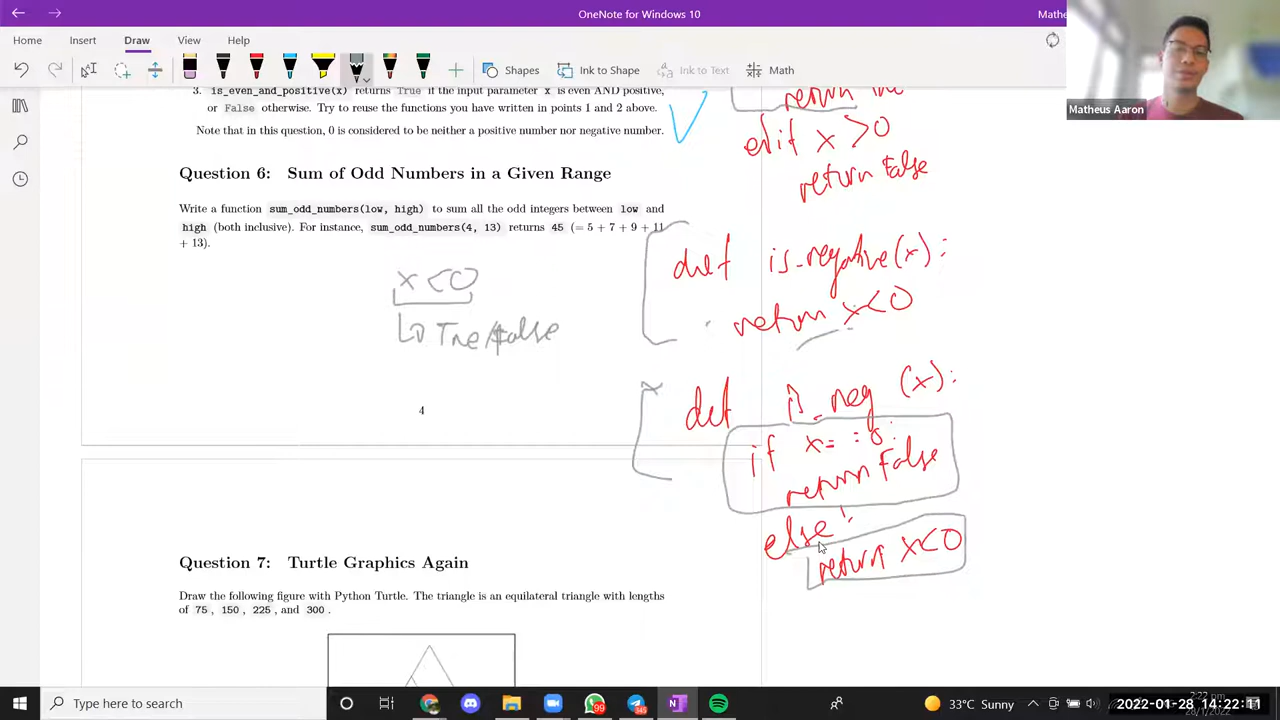 OneNote for Windows 10
Mathe
Home
Insert
Draw
View
Help
Shapes
Ink to Shape
Ink to Text
Math
Matheus Aaron
3. is_even_and_positive(x) returns True if the input parameter x is even AND positive,
or False otherwise. Try to reuse the functions you have written in points 1 and 2 above.
Note that in this question, 0 is considered to be neither a positive number nor negative number.
Question 6: Sum of Odd Numbers in a Given Range
Write a function sum_odd_numbers(low, high) to sum all the odd integers between low and
high (both inclusive). For instance, sum_odd_numbers(4, 13) returns 45 (= 5 + 7 + 9 + 11
+ 13).
x<0
True/False
4
Question 7: Turtle Graphics Again
Draw the following figure with Python Turtle. The triangle is an equilateral triangle with lengths
of 75, 150, 225, and 300.
return
elif x>0
return False
def is_negative(x):
return x<0
def is_neg (x):
if x==0:
return False
else:
return x<0
Type here to search
99
345
33°C Sunny
2022-01-28 14:22:11